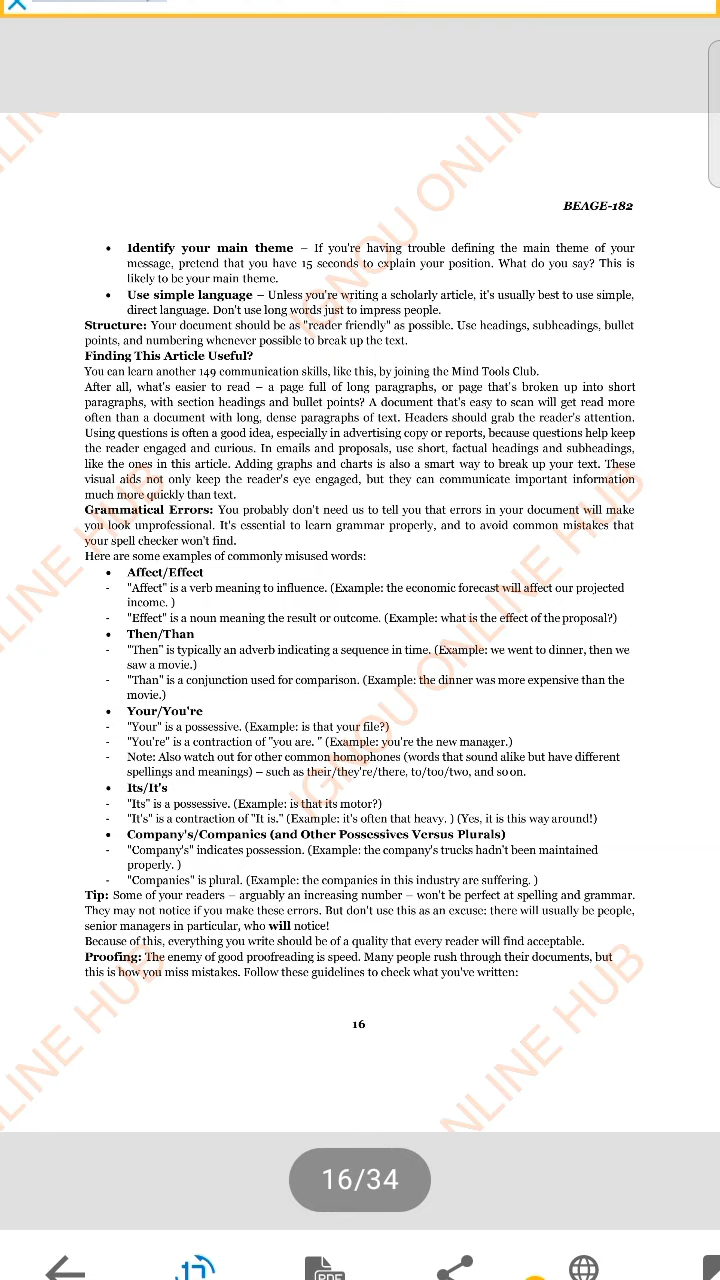 BEAGE-182
• Identify your main theme – If you're having trouble defining the main theme of your
message, pretend that you have 15 seconds to explain your position. What do you say? This is
likely to be your main theme.
• Use simple language – Unless you're writing a scholarly article, it's usually best to use simple,
direct language. Don't use long words just to impress people.
Structure: Your document should be as "reader friendly" as possible. Use headings, subheadings, bullet
points, and numbering whenever possible to break up the text.
Finding This Article Useful?
You can learn another 149 communication skills, like this, by joining the Mind Tools Club.
After all, what's easier to read – a page full of long paragraphs, or page that's broken up into short
paragraphs, with section headings and bullet points? A document that's easy to scan will get read more
often than a document with long, dense paragraphs of text. Headers should grab the reader's attention.
Using questions is often a good idea, especially in advertising copy or reports, because questions help keep
the reader engaged and curious. In emails and proposals, use short, factual headings and subheadings,
like the ones in this article. Adding graphs and charts is also a smart way to break up your text. These
visual aids not only keep the reader's eye engaged, but they can communicate important information
much more quickly than text.
Grammatical Errors: You probably don't need us to tell you that errors in your document will make
you look unprofessional. It's essential to learn grammar properly, and to avoid common mistakes that
your spell checker won't find.
Here are some examples of commonly misused words:
• Affect/Effect
- "Affect" is a verb meaning to influence. (Example: the economic forecast will affect our projected
income. )
- "Effect" is a noun meaning the result or outcome. (Example: what is the effect of the proposal?)
• Then/Than
- "Then" is typically an adverb indicating a sequence in time. (Example: we went to dinner, then we
saw a movie.)
- "Than" is a conjunction used for comparison. (Example: the dinner was more expensive than the
movie.)
• Your/You're
- "Your" is a possessive. (Example: is that your file?)
- "You're" is a contraction of "you are. " (Example: you're the new manager.)
- Note: Also watch out for other common homophones (words that sound alike but have different
spellings and meanings) – such as their/they're/there, to/too/two, and so on.
• Its/It's
- "Its" is a possessive. (Example: is that its motor?)
- "It's" is a contraction of "It is." (Example: it's often that heavy. ) (Yes, it is this way around!)
• Company's/Companies (and Other Possessives Versus Plurals)
- "Company's" indicates possession. (Example: the company's trucks hadn't been maintained
properly. )
- "Companies" is plural. (Example: the companies in this industry are suffering. )
Tip: Some of your readers – arguably an increasing number – won't be perfect at spelling and grammar.
They may not notice if you make these errors. But don't use this as an excuse: there will usually be people,
senior managers in particular, who will notice!
Because of this, everything you write should be of a quality that every reader will find acceptable.
Proofing: The enemy of good proofreading is speed. Many people rush through their documents, but
this is how you miss mistakes. Follow these guidelines to check what you've written:
16
IGNOU ONLINE HUB
IGNOU ONLINE HUB
16/34